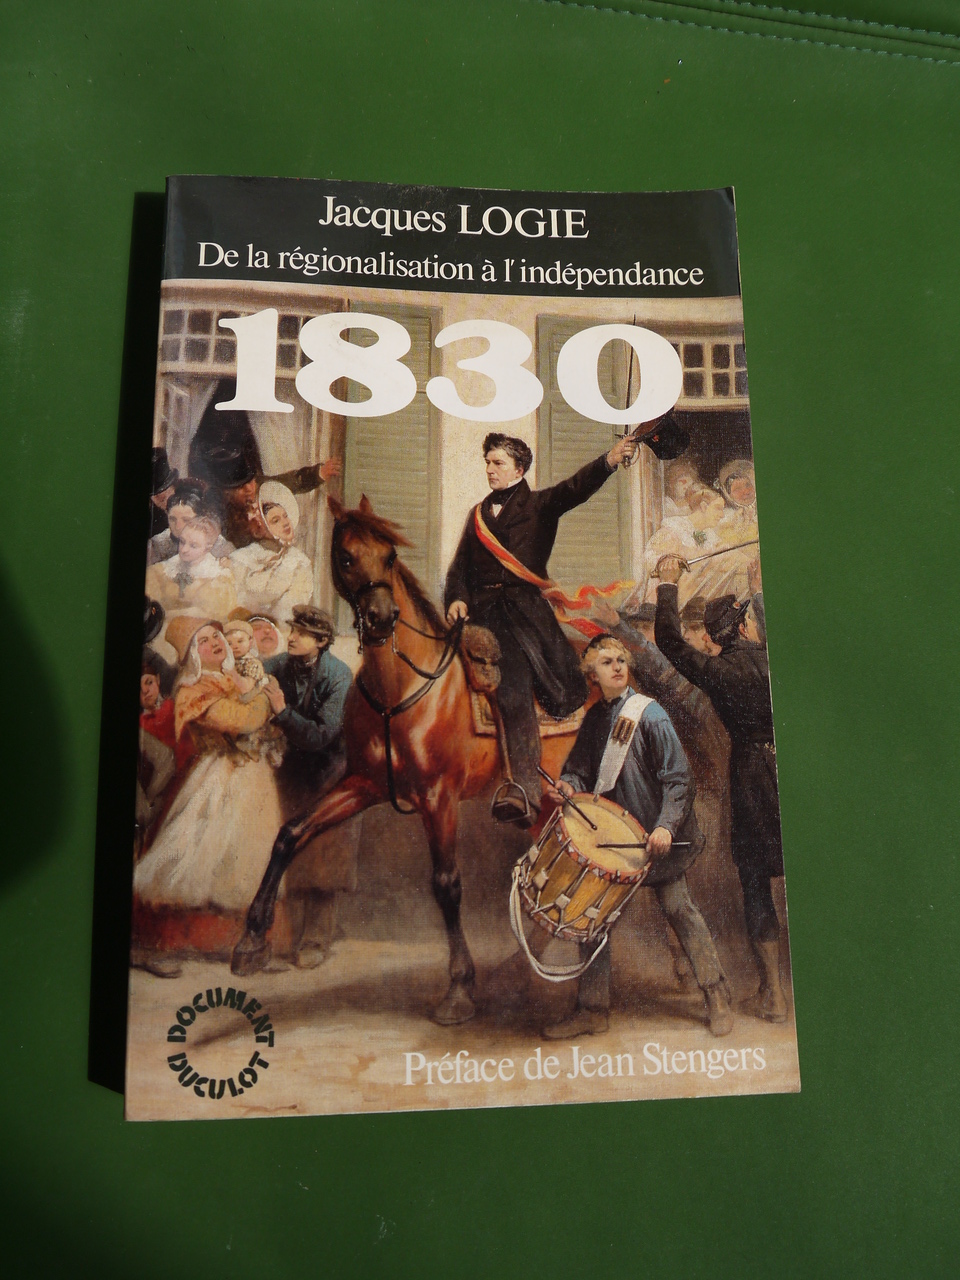 Jacques LOGIE
De la régionalisation à l'indépendance
1830
DOCUMENT
DUCULOT
Préface de Jean Stengers